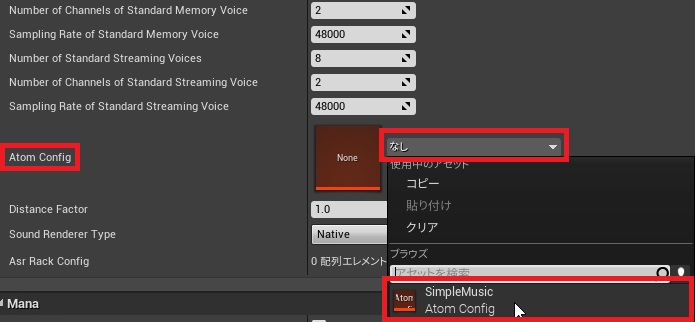 Number of Channels of Standard Memory Voice
2
Sampling Rate of Standard Memory Voice
48000
Number of Standard Streaming Voices
8
Number of Channels of Standard Streaming Voice
2
Sampling Rate of Standard Streaming Voice
48000
Atom Config
None
なし
使用中のアセット
コピー
貼り付け
クリア
Distance Factor
1.0
Sound Renderer Type
Native
ブラウズ
Asr Rack Config
0 配列エレメント
アセットを検索
Atom
SimpleMusic
Atom Config
Mana